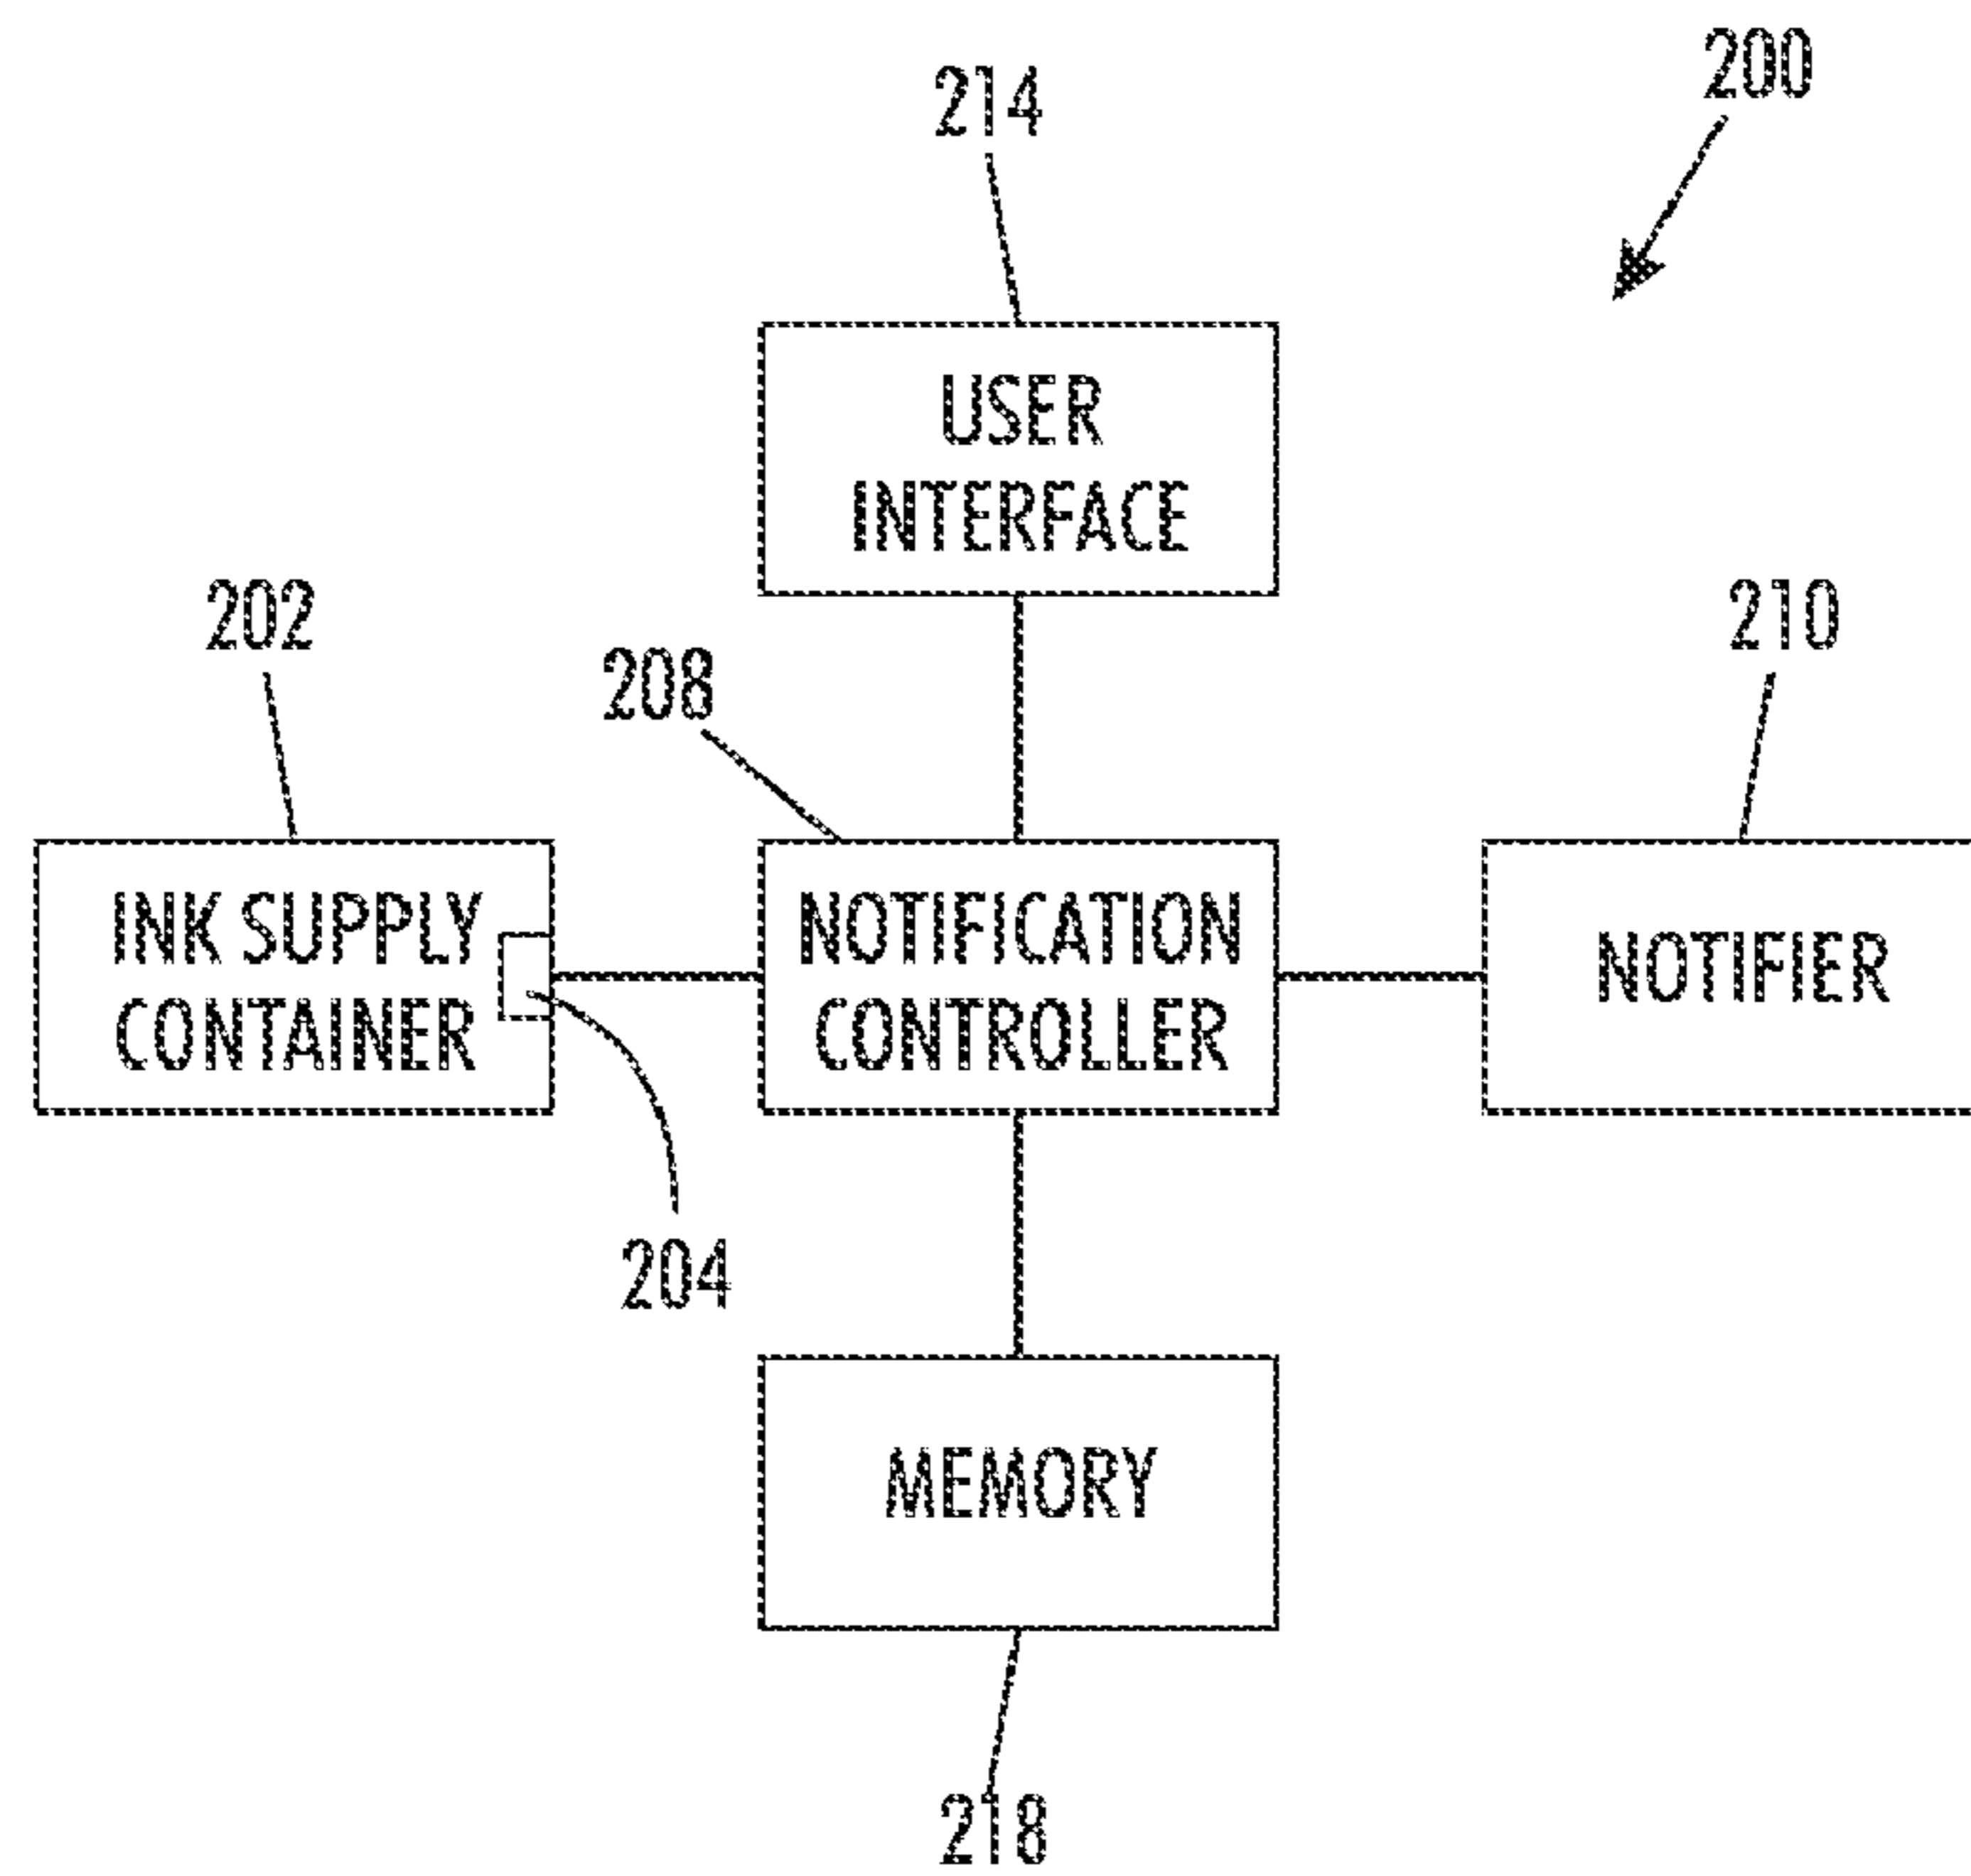 200
214
USER
INTERFACE
202
208
210
INK SUPPLY
CONTAINER
NOTIFICATION
CONTROLLER
NOTIFIER
204
MEMORY
218